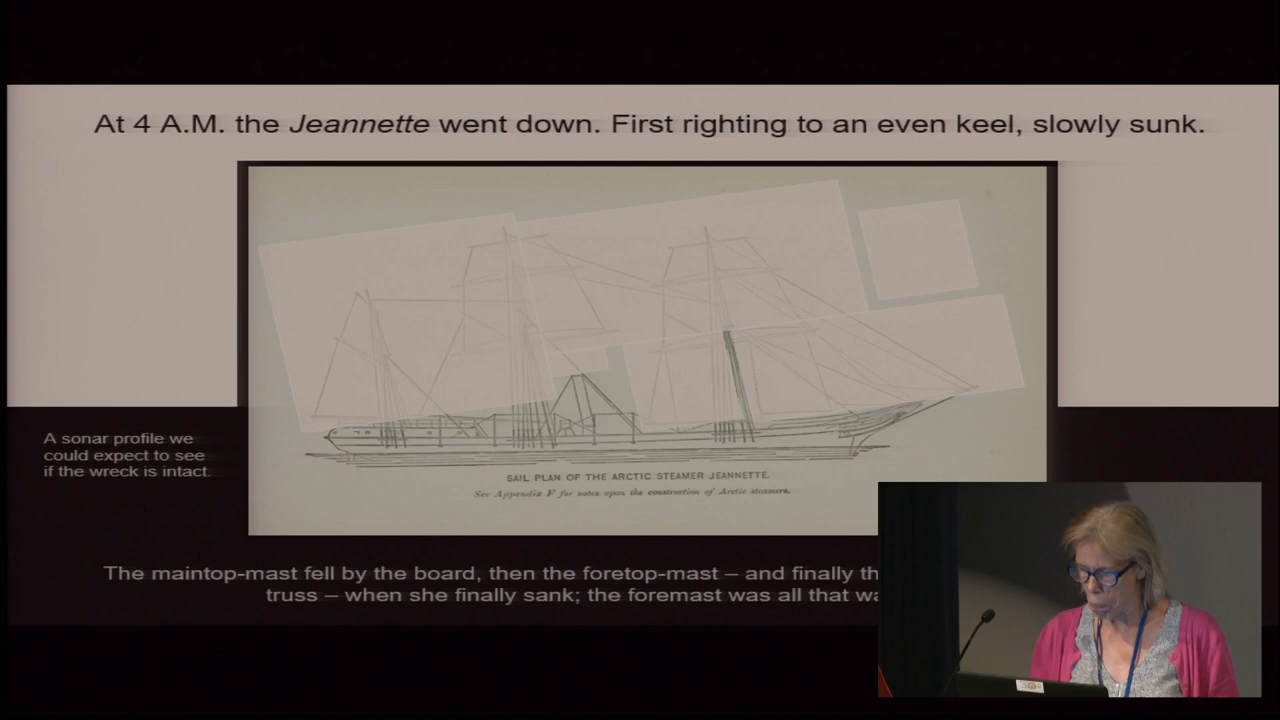 At 4 A.M. the Jeannette went down. First righting to an even keel, slowly sunk.
A sonar profile we
could expect to see
if the wreck is intact.
SAIL PLAN OF THE ARCTIC STEAMER JEANNETTE.
See Appendix F for notes upon the construction of Arctic steamers.
The maintop-mast fell by the board, then the foretop-mast – and finally
truss – when she finally sank; the foremast was all that